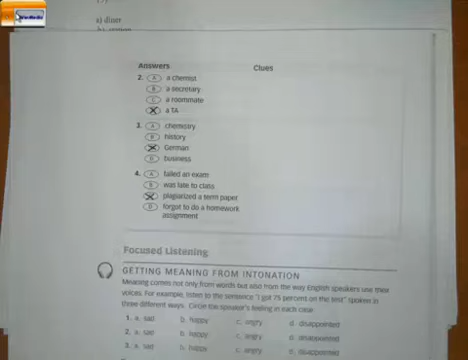 WinMedia
a) diner
Answers Clues
2. A a chemist
B a secretary
C a roommate
a TA
3. A chemistry
B history
German
D business
4. A failed an exam
B was late to class
plagiarized a term paper
D forgot to do a homework
assignment
Focused Listening
GETTING MEANING FROM INTONATION
Meaning comes not only from words but also from the way English speakers use their
voices. For example, listen to the sentence "I got 75 percent on the test" spoken in
three different ways. Circle the speaker's feeling in each case.
1. a. sad b. happy c. angry d. disappointed
2. a. sad b. happy c. angry d. disappointed
3. a. sad b. happy c. angry d. disappointed